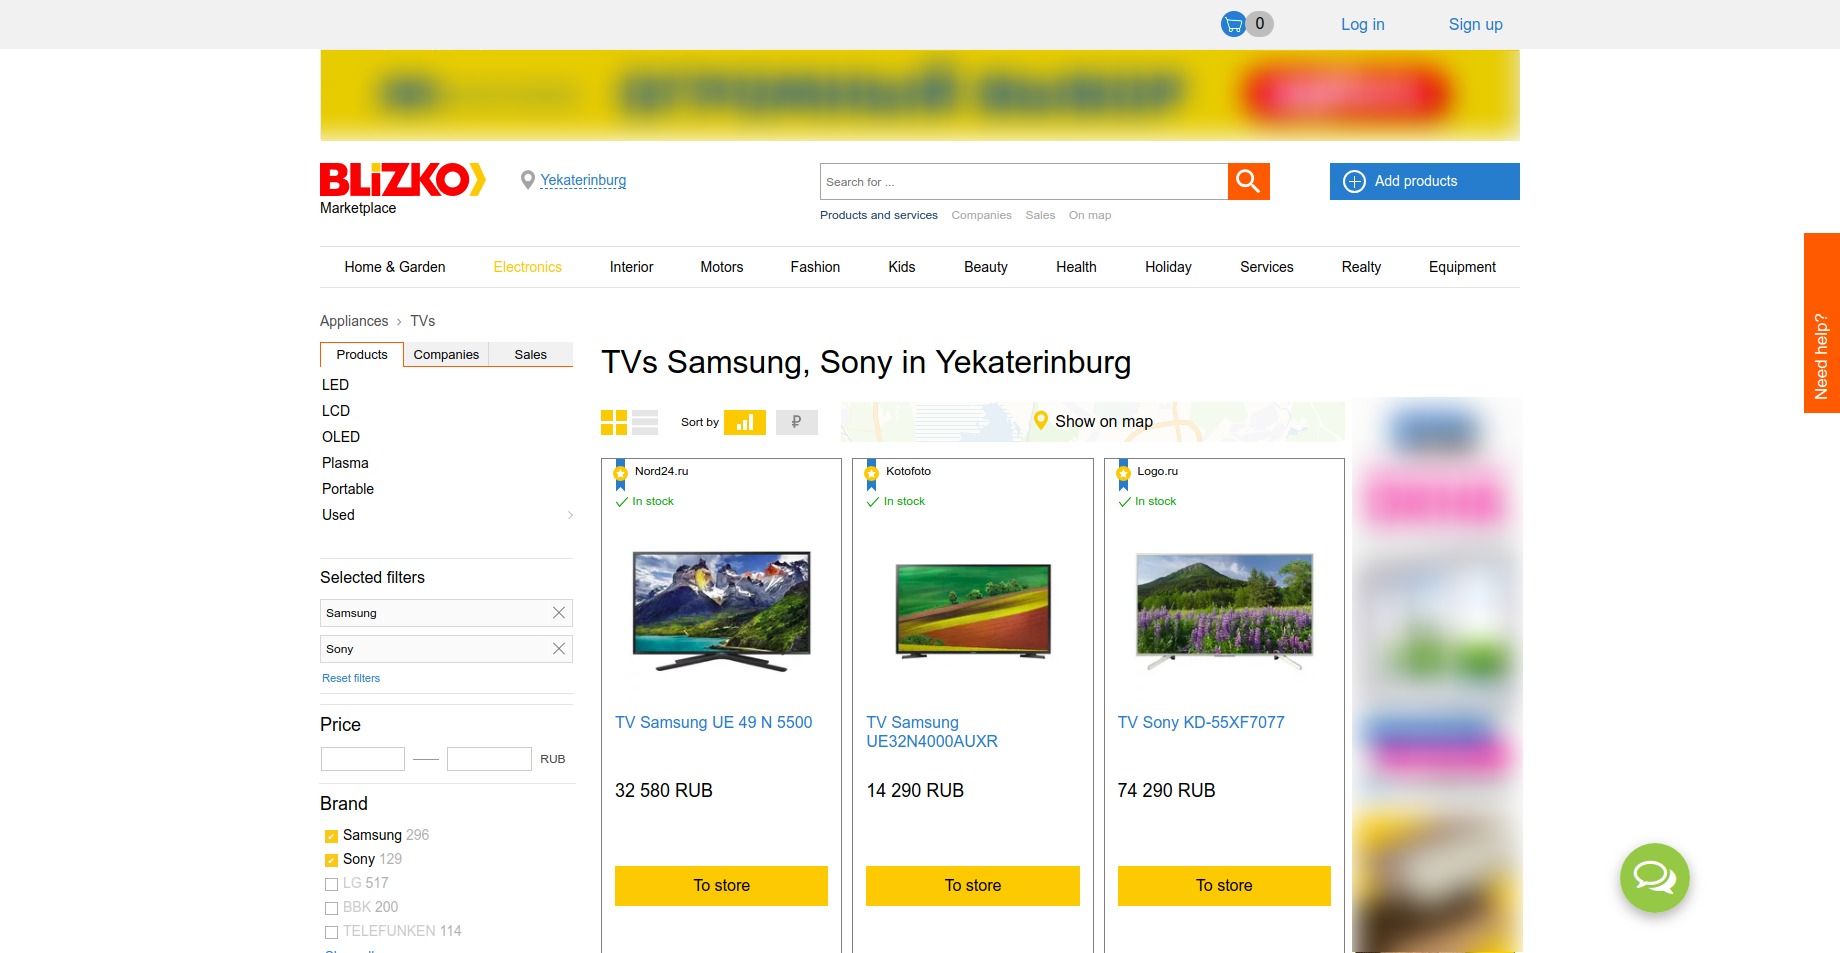 0
Log in
Sign up
BLiZKO
Marketplace
Yekaterinburg
Search for ...
Add products
Products and services
Companies
Sales
On map
Home & Garden
Electronics
Interior
Motors
Fashion
Kids
Beauty
Health
Holiday
Services
Realty
Equipment
Need help?
Appliances › TVs
Products
Companies
Sales
LED
LCD
OLED
Plasma
Portable
Used
Selected filters
Samsung
Sony
Reset filters
Price
RUB
Brand
Samsung 296
Sony 129
LG 517
BBK 200
TELEFUNKEN 114
TVs Samsung, Sony in Yekaterinburg
Sort by
₽
Show on map
Nord24.ru
In stock
TV Samsung UE 49 N 5500
32 580 RUB
To store
Kotofoto
In stock
TV Samsung
UE32N4000AUXR
14 290 RUB
To store
Logo.ru
In stock
TV Sony KD-55XF7077
74 290 RUB
To store